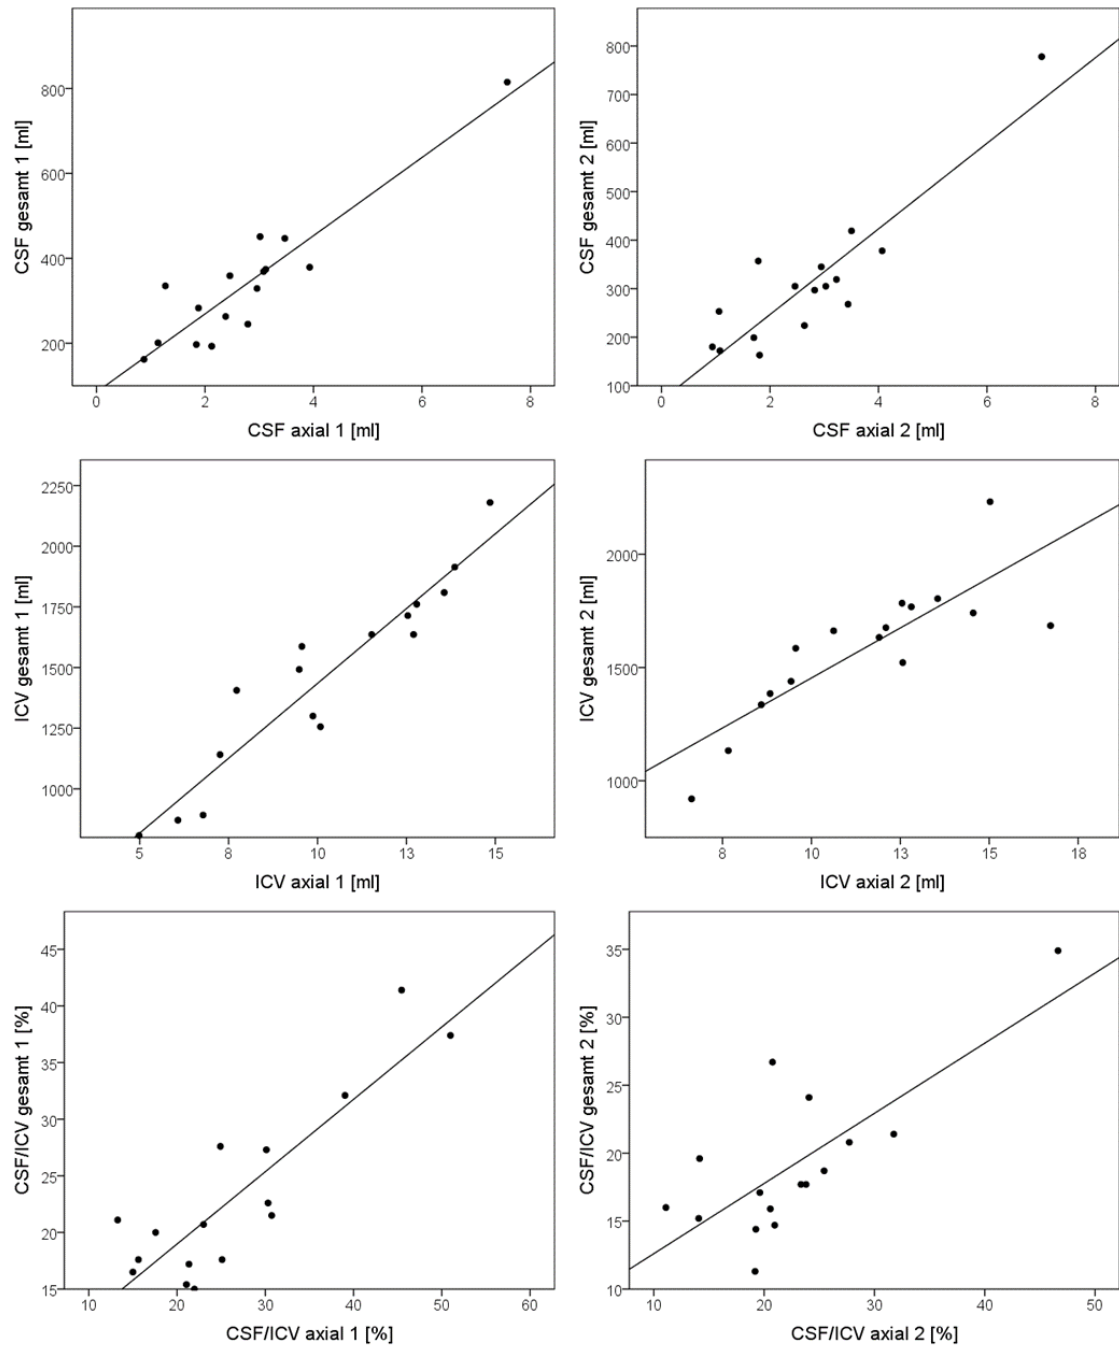 CSF gesamt 1 [ml]
800
600
400
200
0 2 4 6 8
CSF axial 1 [ml]
CSF gesamt 2 [ml]
800
700
600
500
400
300
200
100
0 2 4 6 8
CSF axial 2 [ml]
ICV gesamt 1 [ml]
2250
2000
1750
1500
1250
1000
5 8 10 13 15
ICV axial 1 [ml]
ICV gesamt 2 [ml]
2000
1500
1000
8 10 13 15 18
ICV axial 2 [ml]
CSF/ICV gesamt 1 [%]
45
40
35
30
25
20
15
10 20 30 40 50 60
CSF/ICV axial 1 [%]
CSF/ICV gesamt 2 [%]
35
30
25
20
15
10
10 20 30 40 50
CSF/ICV axial 2 [%]